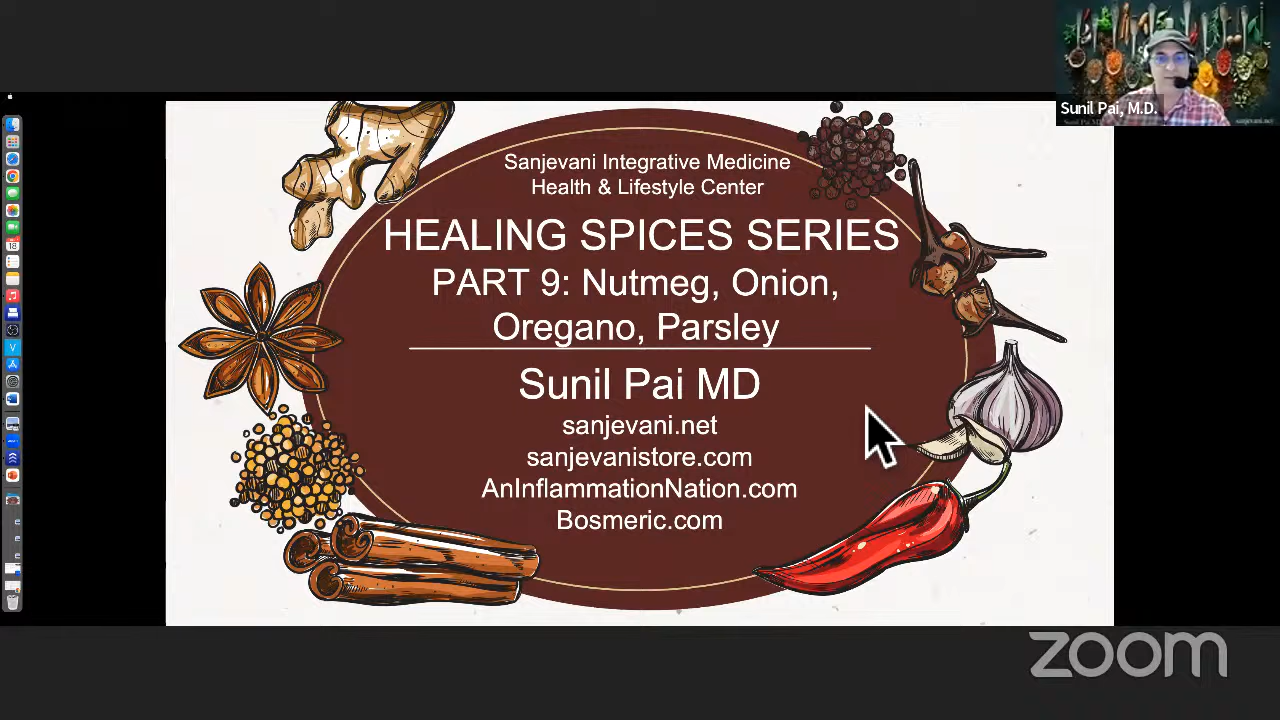 Sunil Pai, M.D.
Sanjevani Integrative Medicine
Health & Lifestyle Center
HEALING SPICES SERIES
PART 9: Nutmeg, Onion,
Oregano, Parsley
Sunil Pai MD
sanjevani.net
sanjevanistore.com
AnInflammationNation.com
Bosmeric.com
zoom